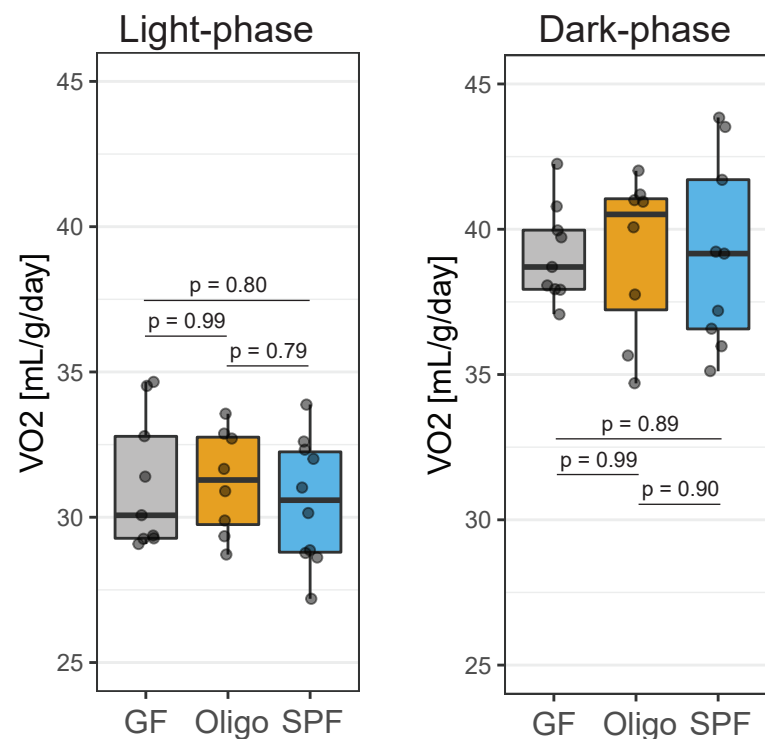 Light-phase
VO2 [mL/g/day]
45
40
35
30
25
p = 0.80
p = 0.99
p = 0.79
GF Oligo SPF
Dark-phase
VO2 [mL/g/day]
45
40
35
30
25
p = 0.89
p = 0.99
p = 0.90
GF Oligo SPF